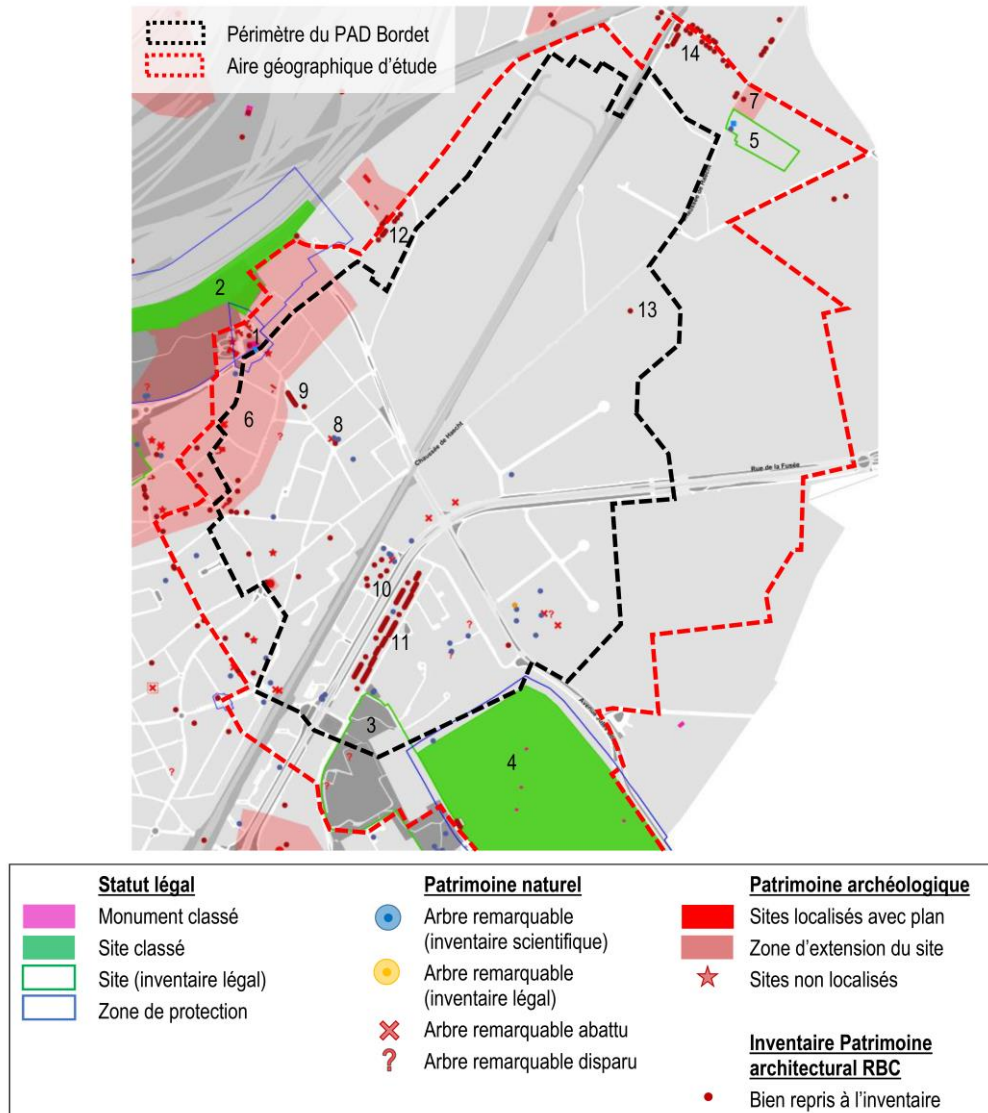 Périmètre du PAD Bordet
Aire géographique d'étude
14
7
5
12
2
13
1
9
6
8
Chaussée de Haecht
Rue de la Fusée
10
11
3
4
Statut légal
Monument classé
Site classé
Site (inventaire légal)
Zone de protection
Patrimoine naturel
Arbre remarquable
(inventaire scientifique)
Arbre remarquable
(inventaire légal)
Arbre remarquable abattu
Arbre remarquable disparu
Patrimoine archéologique
Sites localisés avec plan
Zone d'extension du site
Sites non localisés
Inventaire Patrimoine
architectural RBC
Bien repris à l'inventaire